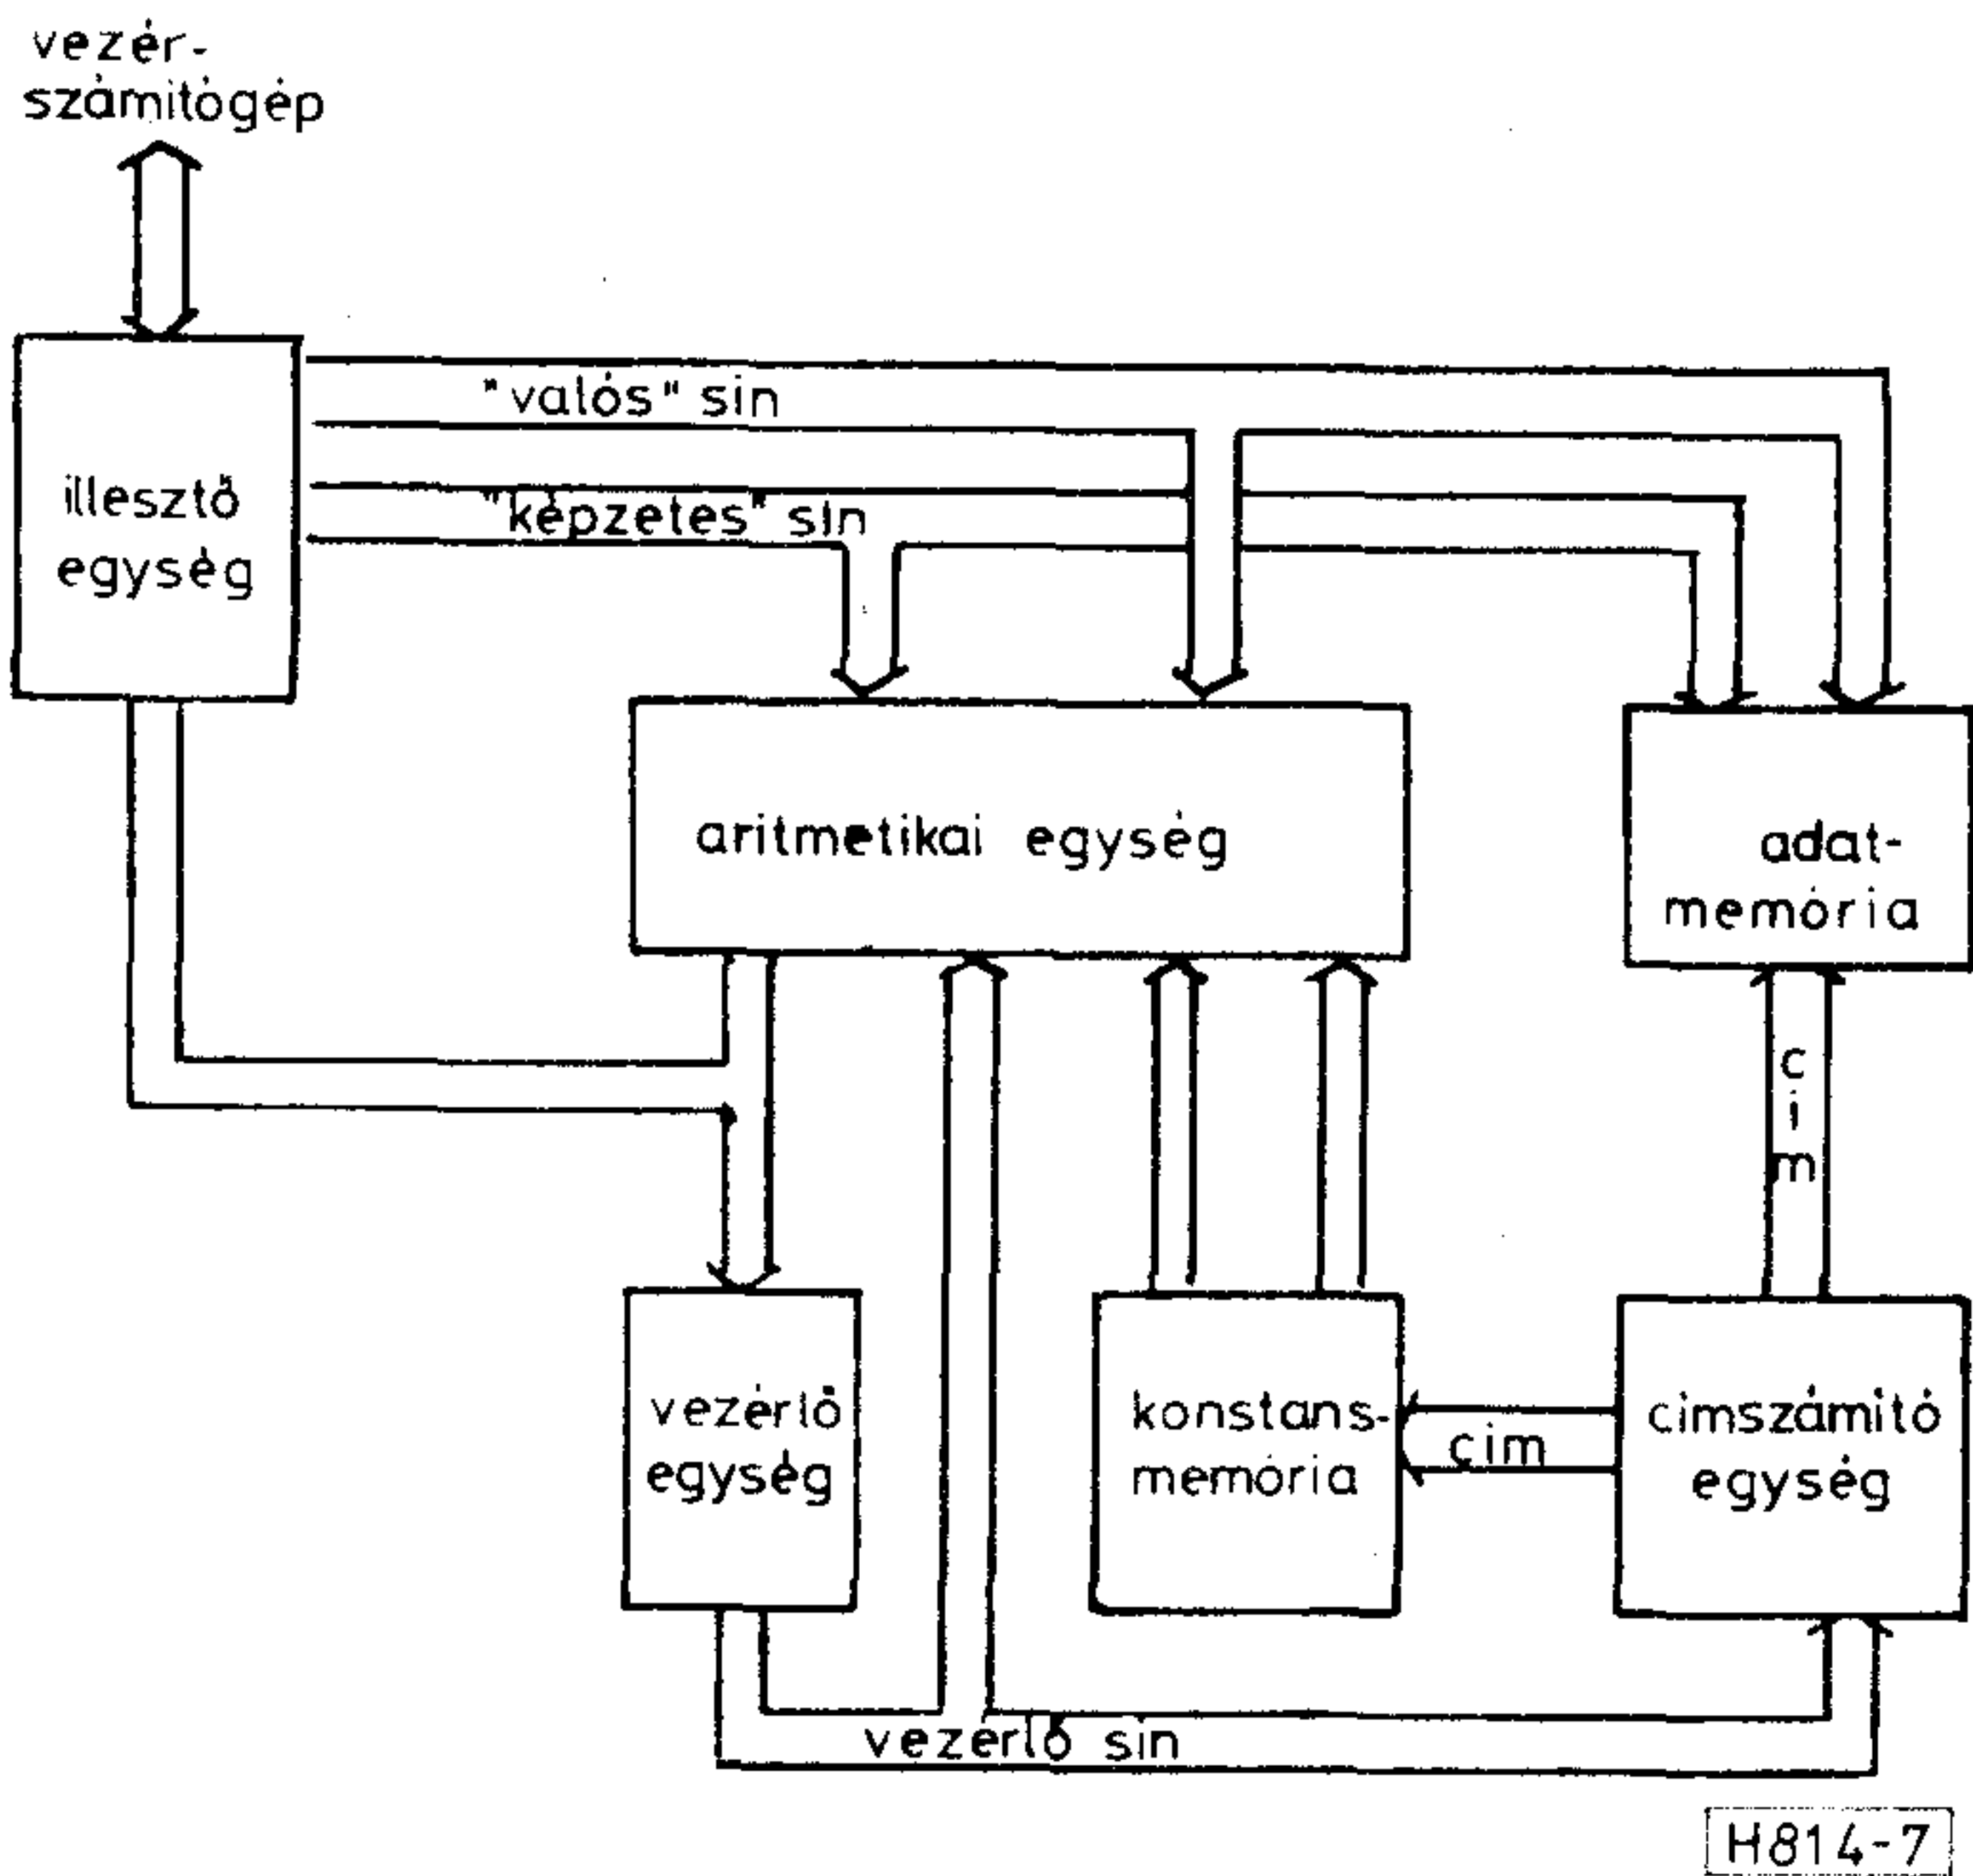 vezér-
számitógép
"valós" sin
"képzetes" sin
illesztő
egység
aritmetikai egység
adat-
memória
cim
vezérlő
egység
konstans-
memória
cim
cimszámitó
egység
vezérlő sin
H814-7